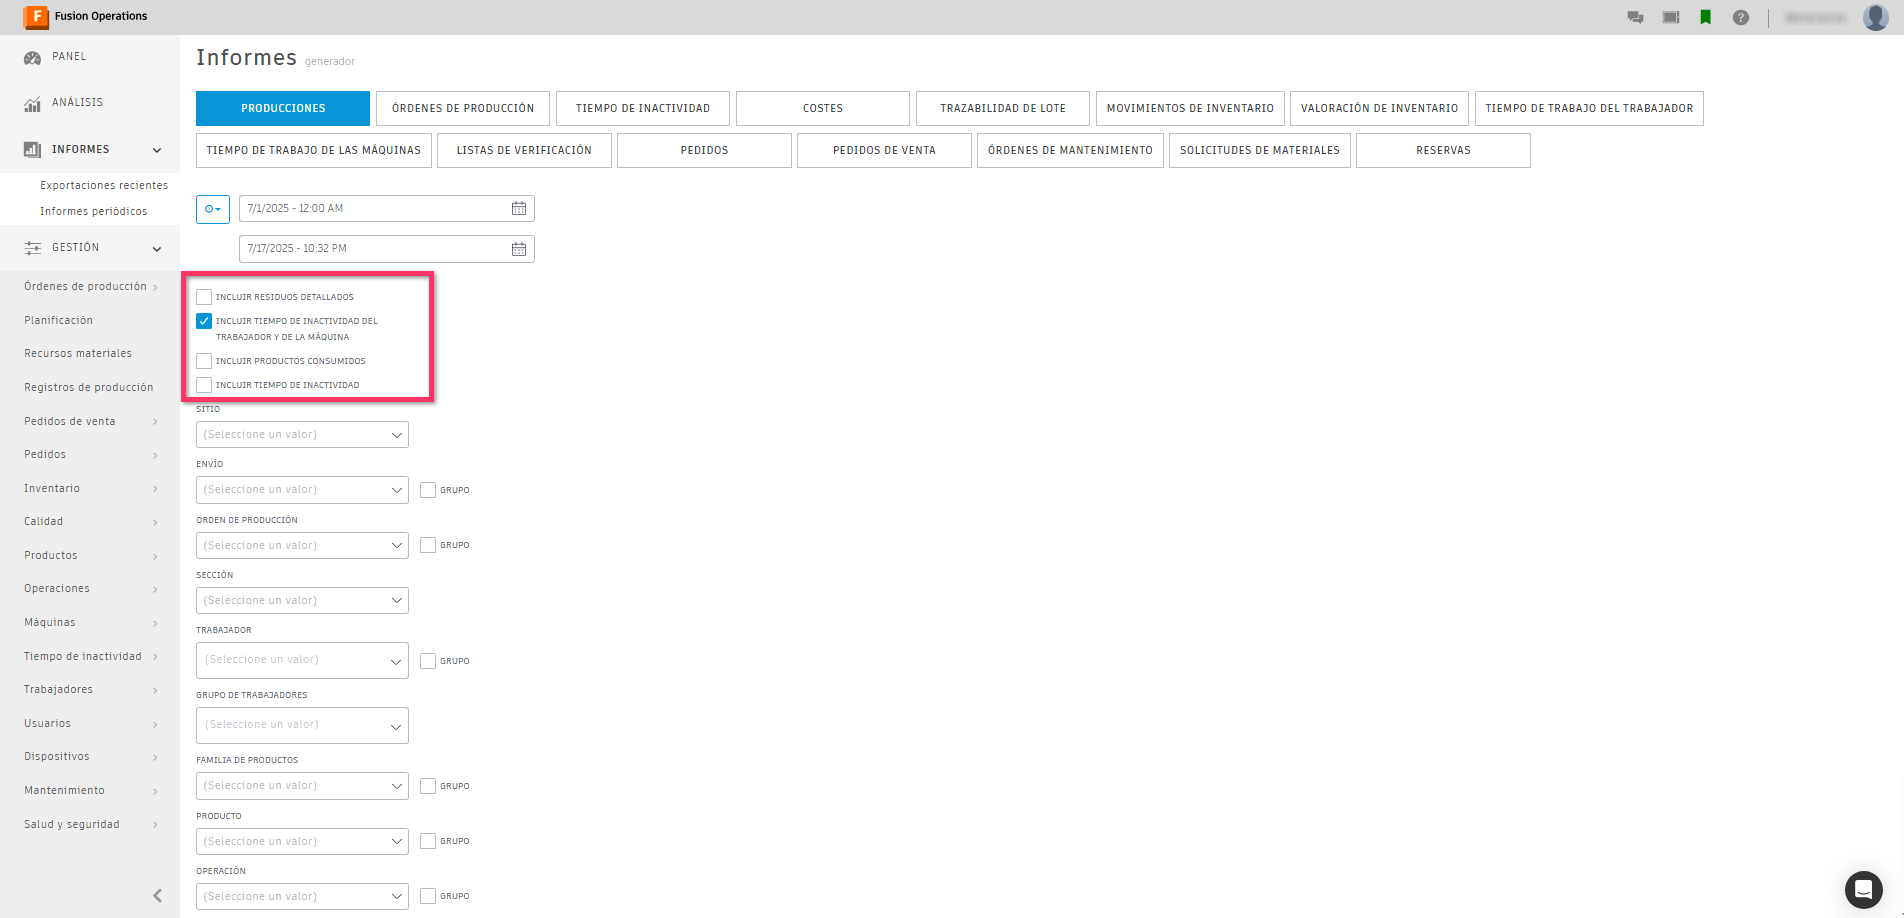 F Fusion Operations
PANEL
ANÁLISIS
INFORMES
Exportaciones recientes
Informes periódicos
GESTIÓN
Órdenes de producción
Planificación
Recursos materiales
Registros de producción
Pedidos de venta
Pedidos
Inventario
Calidad
Productos
Operaciones
Máquinas
Tiempo de inactividad
Trabajadores
Usuarios
Dispositivos
Mantenimiento
Salud y seguridad
Informes generador
PRODUCCIONES
ÓRDENES DE PRODUCCIÓN
TIEMPO DE INACTIVIDAD
COSTES
TRAZABILIDAD DE LOTE
MOVIMIENTOS DE INVENTARIO
VALORACIÓN DE INVENTARIO
TIEMPO DE TRABAJO DEL TRABAJADOR
TIEMPO DE TRABAJO DE LAS MÁQUINAS
LISTAS DE VERIFICACIÓN
PEDIDOS
PEDIDOS DE VENTA
ÓRDENES DE MANTENIMIENTO
SOLICITUDES DE MATERIALES
RESERVAS
7/1/2025 - 12:00 AM
7/17/2025 - 10:32 PM
INCLUIR RESIDUOS DETALLADOS
INCLUIR TIEMPO DE INACTIVIDAD DEL
TRABAJADOR Y DE LA MÁQUINA
INCLUIR PRODUCTOS CONSUMIDOS
INCLUIR TIEMPO DE INACTIVIDAD
SITIO
(Seleccione un valor)
ENVÍO
(Seleccione un valor) GRUPO
ORDEN DE PRODUCCIÓN
(Seleccione un valor) GRUPO
SECCIÓN
(Seleccione un valor)
TRABAJADOR
(Seleccione un valor) GRUPO
GRUPO DE TRABAJADORES
(Seleccione un valor)
FAMILIA DE PRODUCTOS
(Seleccione un valor) GRUPO
PRODUCTO
(Seleccione un valor) GRUPO
OPERACIÓN
(Seleccione un valor) GRUPO